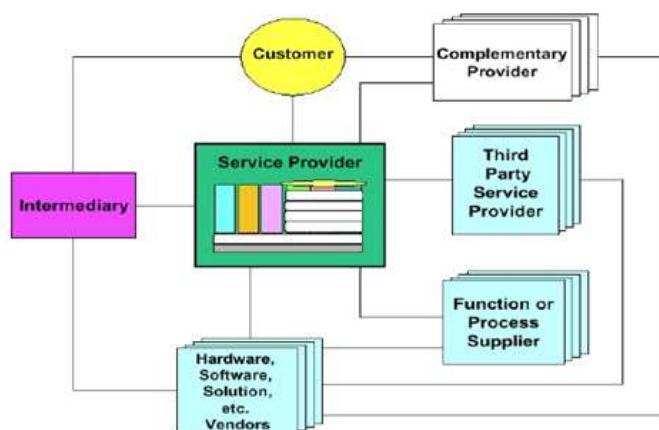 Customer
Complementary
Provider
Service Provider
Third
Party
Service
Provider
Intermediary
Function or
Process
Supplier
Hardware,
Software,
Solution,
etc.
Vendors